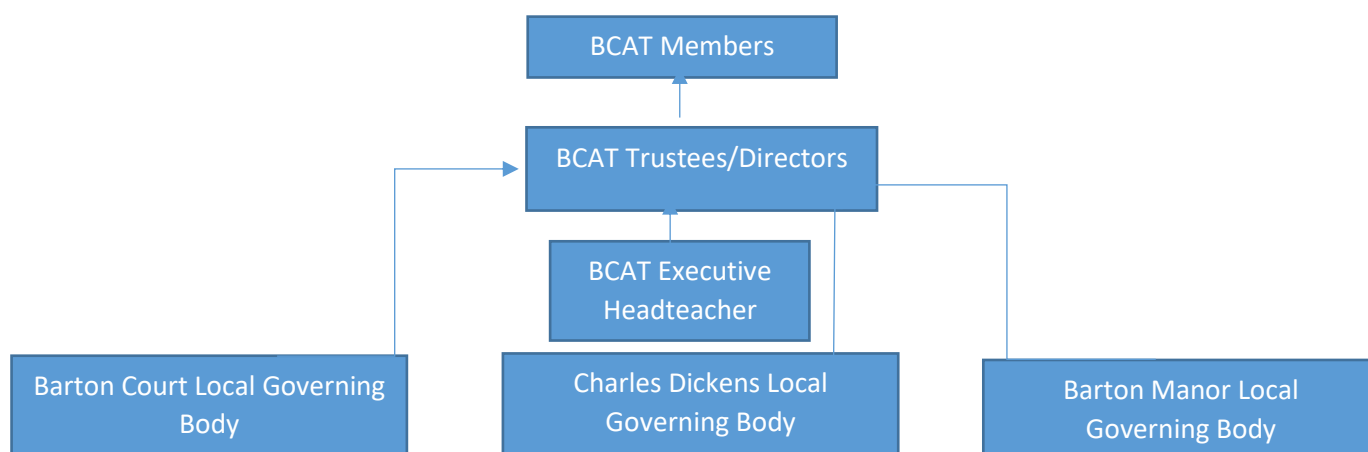 BCAT Members
BCAT Trustees/Directors
BCAT Executive
Headteacher
Barton Court Local Governing
Body
Charles Dickens Local
Governing Body
Barton Manor Local
Governing Body